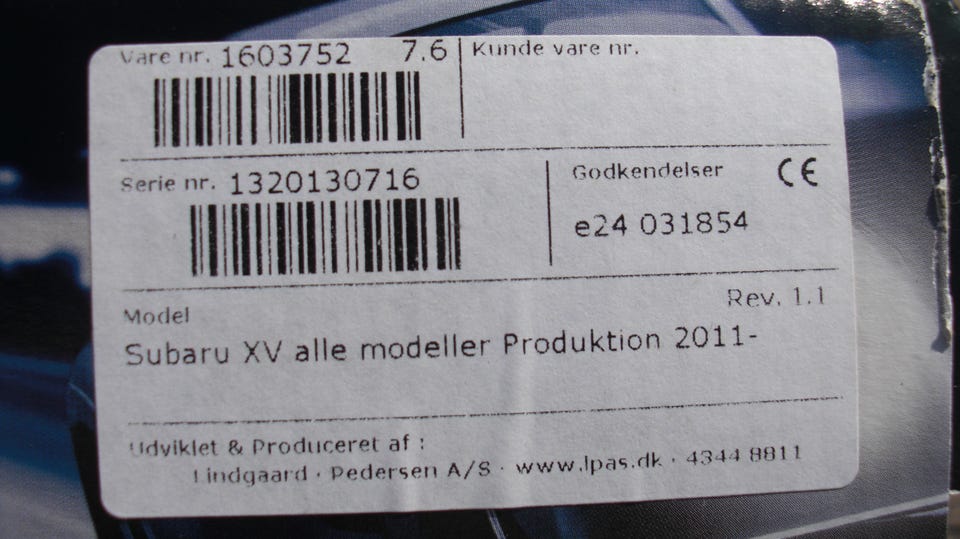 Vare nr. 1603752 7.6
Kunde vare nr.
Serie nr. 1320130716
Godkendelser CE
e24 031854
Rev. 1.1
Model
Subaru XV alle modeller Produktion 2011-
Udviklet & Produceret af :
Lindgaard · Pedersen A/S · www.lpas.dk · 4344 8811